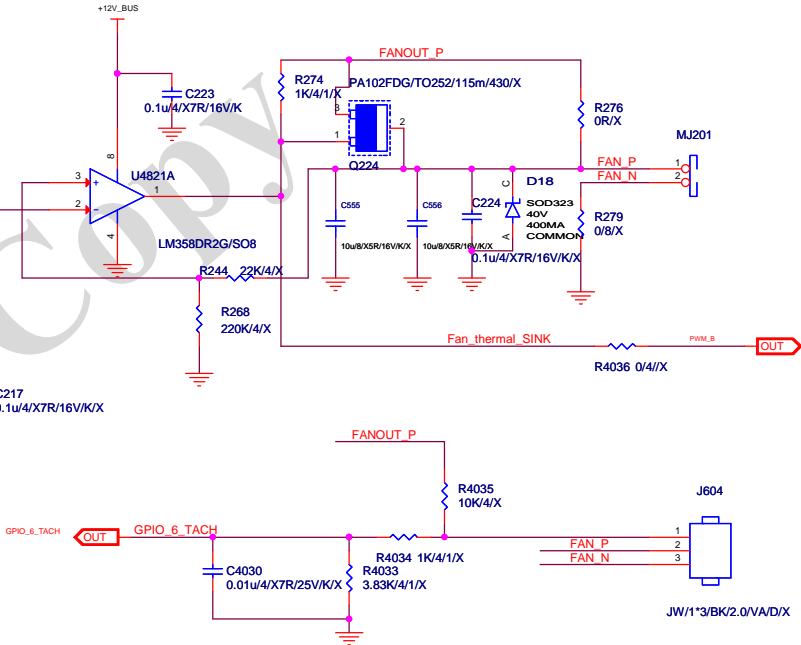 +12V_BUS
FANOUT_P
C223
0.1u/4/X7R/16V/K
R274
1K/4/1/X
PA102FDG/TO252/115m/430/X
3
1
2
Q224
R276
0R/X
MJ201
FAN_P
1
FAN_N
2
8
3
+
U4821A
1
2
-
4
LM358DR2G/SO8
C555
10u/8/X5R/16V/K/X
C556
10u/8/X5R/16V/K/X
C224
0.1u/4/X7R/16V/K/X
C
A
D18
SOD323
40V
400MA
COMMON
R279
0/8/X
R244 22K/4/X
R268
220K/4/X
Fan_thermal_SINK
PWM_B
OUT
R4036 0/4//X
C217
0.1u/4/X7R/16V/K/X
Copy
FANOUT_P
R4035
10K/4/X
J604
GPIO_6_TACH
OUT
GPIO_6_TACH
1
FAN_P
2
FAN_N
3
R4034 1K/4/1/X
C4030
0.01u/4/X7R/25V/K/X
R4033
3.83K/4/1/X
JW/1*3/BK/2.0/VA/D/X